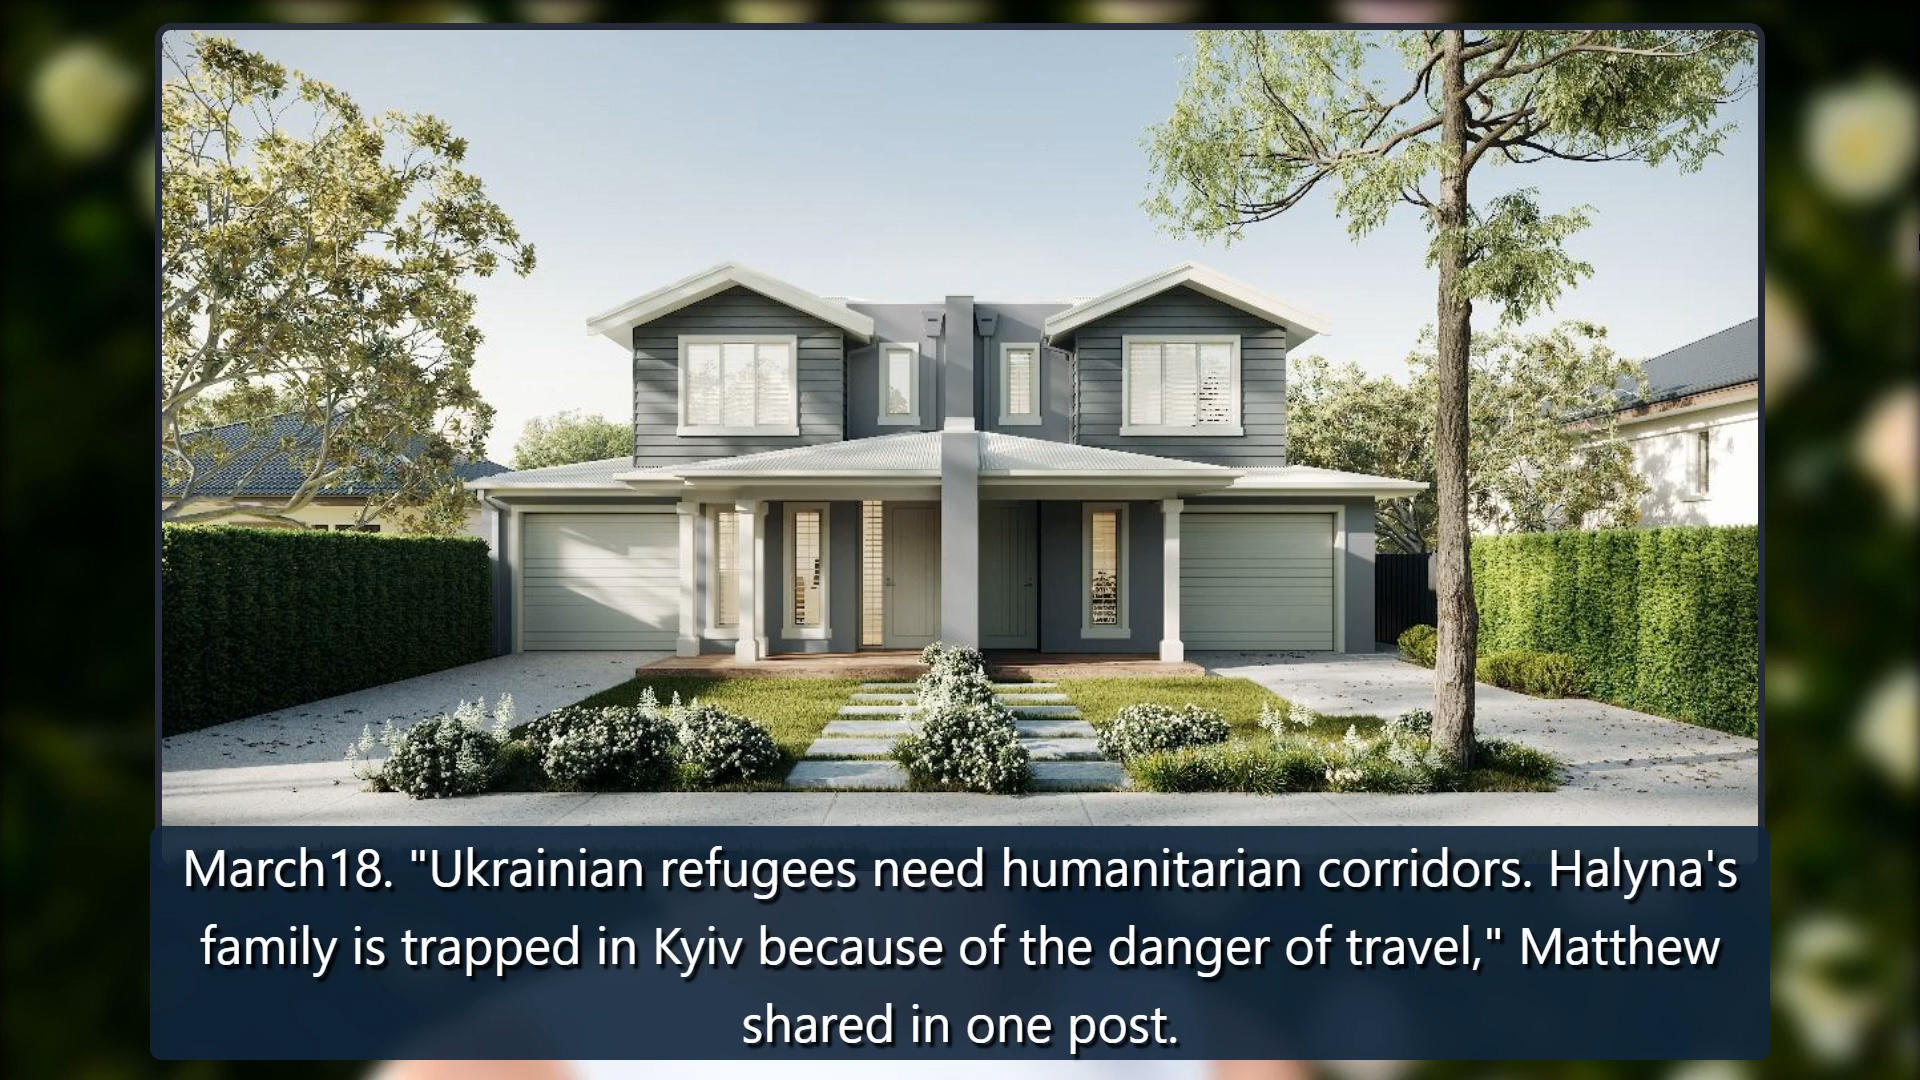 March18. "Ukrainian refugees need humanitarian corridors. Halyna's
family is trapped in Kyiv because of the danger of travel," Matthew
shared in one post.